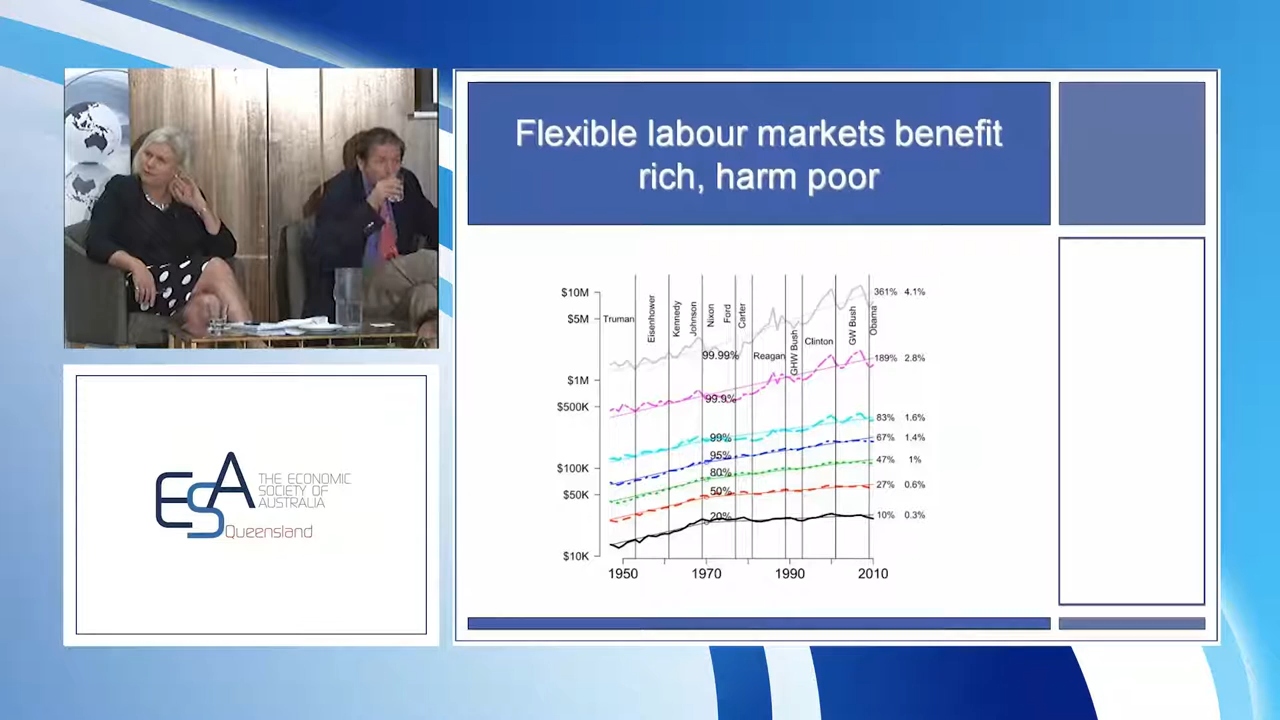 Flexible labour markets benefit
rich, harm poor
$10M
$5M
$1M
$500K
$100K
$50K
$10K
Truman
Eisenhower
Kennedy
Johnson
Nixon
Ford
Carter
Reagan
GHW Bush
Clinton
GW Bush
Obama
99.99%
99.9%
99%
95%
80%
50%
20%
361% 4.1%
189% 2.8%
83% 1.6%
67% 1.4%
47% 1%
27% 0.6%
10% 0.3%
1950 1970 1990 2010
ESA
THE ECONOMIC
SOCIETY OF
AUSTRALIA
Queensland